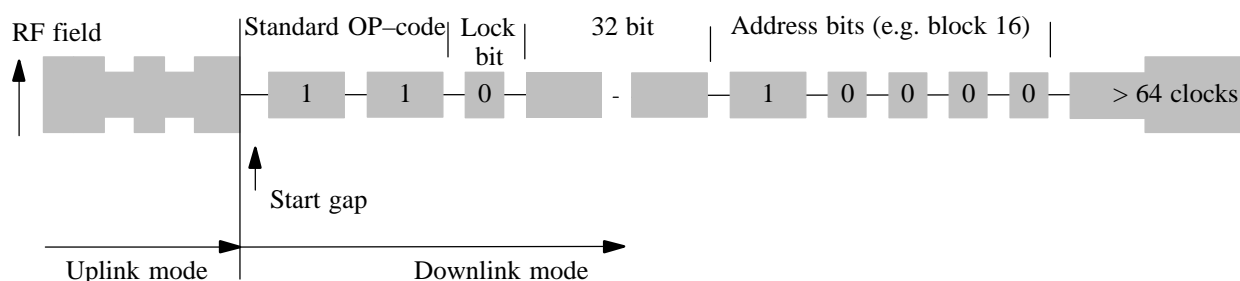 Standard OP–code
Lock bit
32 bit
Address bits (e.g. block 16)
RF field
1 1 0 - 1 0 0 0 0 > 64 clocks
Start gap
Uplink mode
Downlink mode